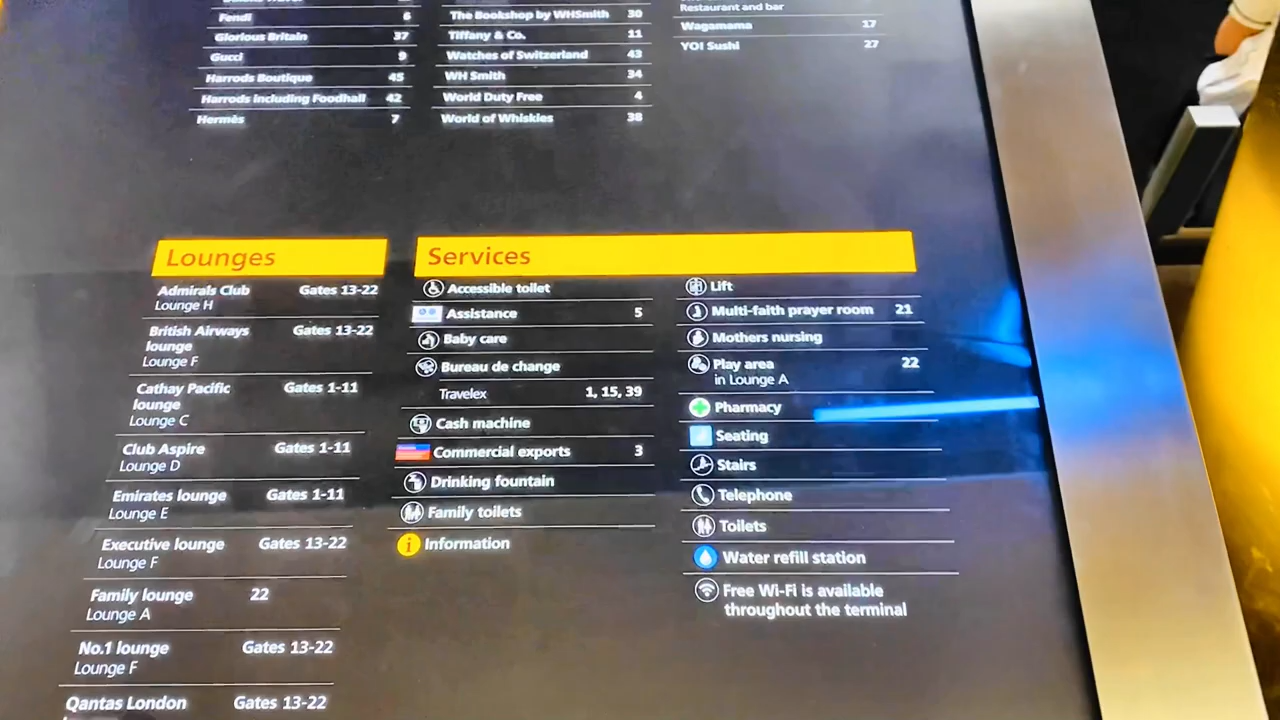 Fendi 6
Glorious Britain 37
Gucci 9
Harrods Boutique 45
Harrods including Foodhall 42
Hermès 7
The Bookshop by WHSmith 30
Tiffany & Co. 11
Watches of Switzerland 43
WH Smith 34
World Duty Free 4
World of Whiskies 38
Restaurant and bar
Wagamama 17
YO! Sushi 27
Lounges
Admirals Club Gates 13-22
Lounge H
British Airways Gates 13-22
lounge
Lounge F
Cathay Pacific Gates 1-11
lounge
Lounge C
Club Aspire Gates 1-11
Lounge D
Emirates lounge Gates 1-11
Lounge E
Executive lounge Gates 13-22
Lounge F
Family lounge 22
Lounge A
No.1 lounge Gates 13-22
Lounge F
Qantas London Gates 13-22
Services
Accessible toilet
Assistance 5
Baby care
Bureau de change
Travelex 1, 15, 39
Cash machine
Commercial exports 3
Drinking fountain
Family toilets
Information
Lift
Multi-faith prayer room 21
Mothers nursing
Play area 22
in Lounge A
Pharmacy
Seating
Stairs
Telephone
Toilets
Water refill station
Free Wi-Fi is available
throughout the terminal